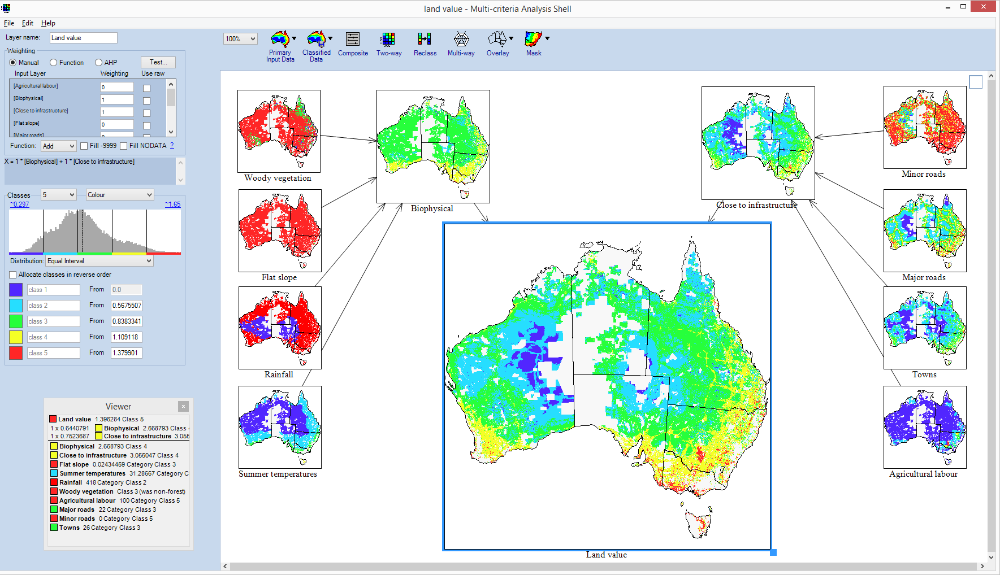 land value - Multi-criteria Analysis Shell
File Edit Help
Layer name: Land value
Weighting
Manual Function AHP Test...
Input Layer Weighting Use raw
[Agricultural labour] 0
[Biophysical] 1
[Close to infrastructure] 1
[Flat slope] 0
[Major roads] 0
Function: Add Fill -9999 Fill NODATA ?
X = 1 * [Biophysical] + 1 * [Close to infrastructure]
Classes 5 Colour
~0.297 ~1.65
Distribution: Equal Interval
Allocate classes in reverse order
class 1 From 0.0
class 2 From 0.5675507
class 3 From 0.8383341
class 4 From 1.109118
class 5 From 1.379901
Viewer x
Land value 1.396284 Class 5
1 x 0.6440791 Biophysical 2.668793 Class
1 x 0.7523687 Close to infrastructure 3.055
Biophysical 2.668793 Class 4
Close to infrastructure 3.055047 Class 4
Flat slope 0.02434459 Category Class 3
Summer temperatures 31.28667 Category C
Rainfall 418 Category Class 2
Woody vegetation Class 3 (was non-forest)
Agricultural labour 100 Category Class 5
Major roads 22 Category Class 3
Minor roads 0 Category Class 5
Towns 26 Category Class 3
100%
Primary Input Data
Classified Data
Composite
Two-way
Reclass
Multi-way
Overlay
Mask
Woody vegetation
Flat slope
Rainfall
Summer temperatures
Biophysical
Close to infrastructure
Land value
Minor roads
Major roads
Towns
Agricultural labour